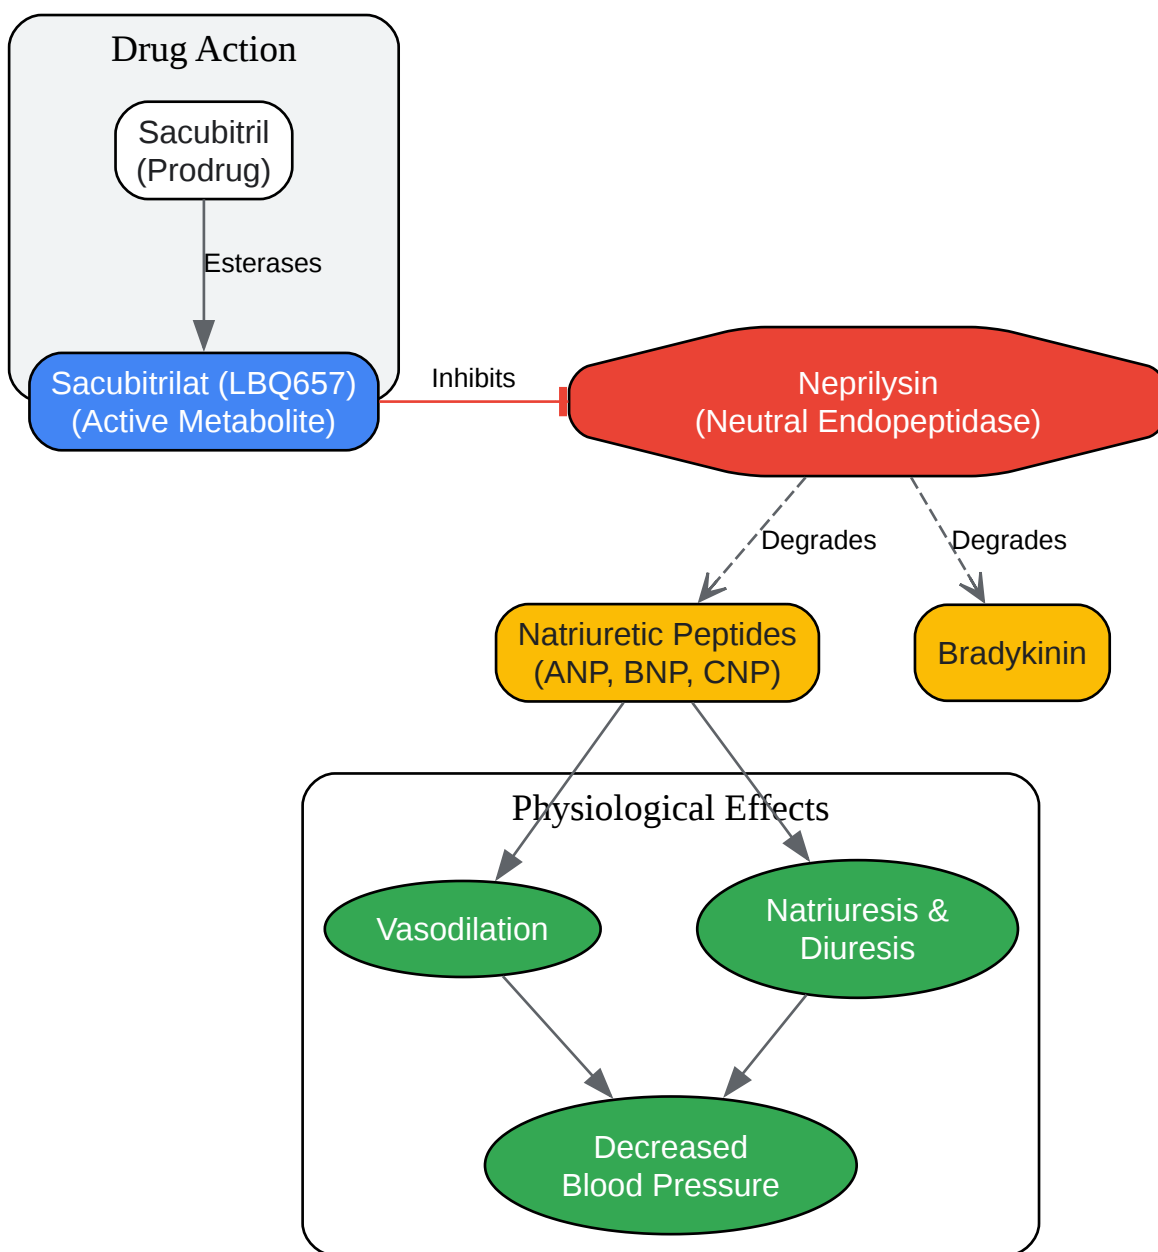 Drug Action
Sacubitril
(Prodrug)
Esterases
Sacubitrilat (LBQ657)
(Active Metabolite)
Inhibits
Neprilysin
(Neutral Endopeptidase)
Degrades
Degrades
Natriuretic Peptides
(ANP, BNP, CNP)
Bradykinin
Physiological Effects
Vasodilation
Natriuresis &
Diuresis
Decreased
Blood Pressure